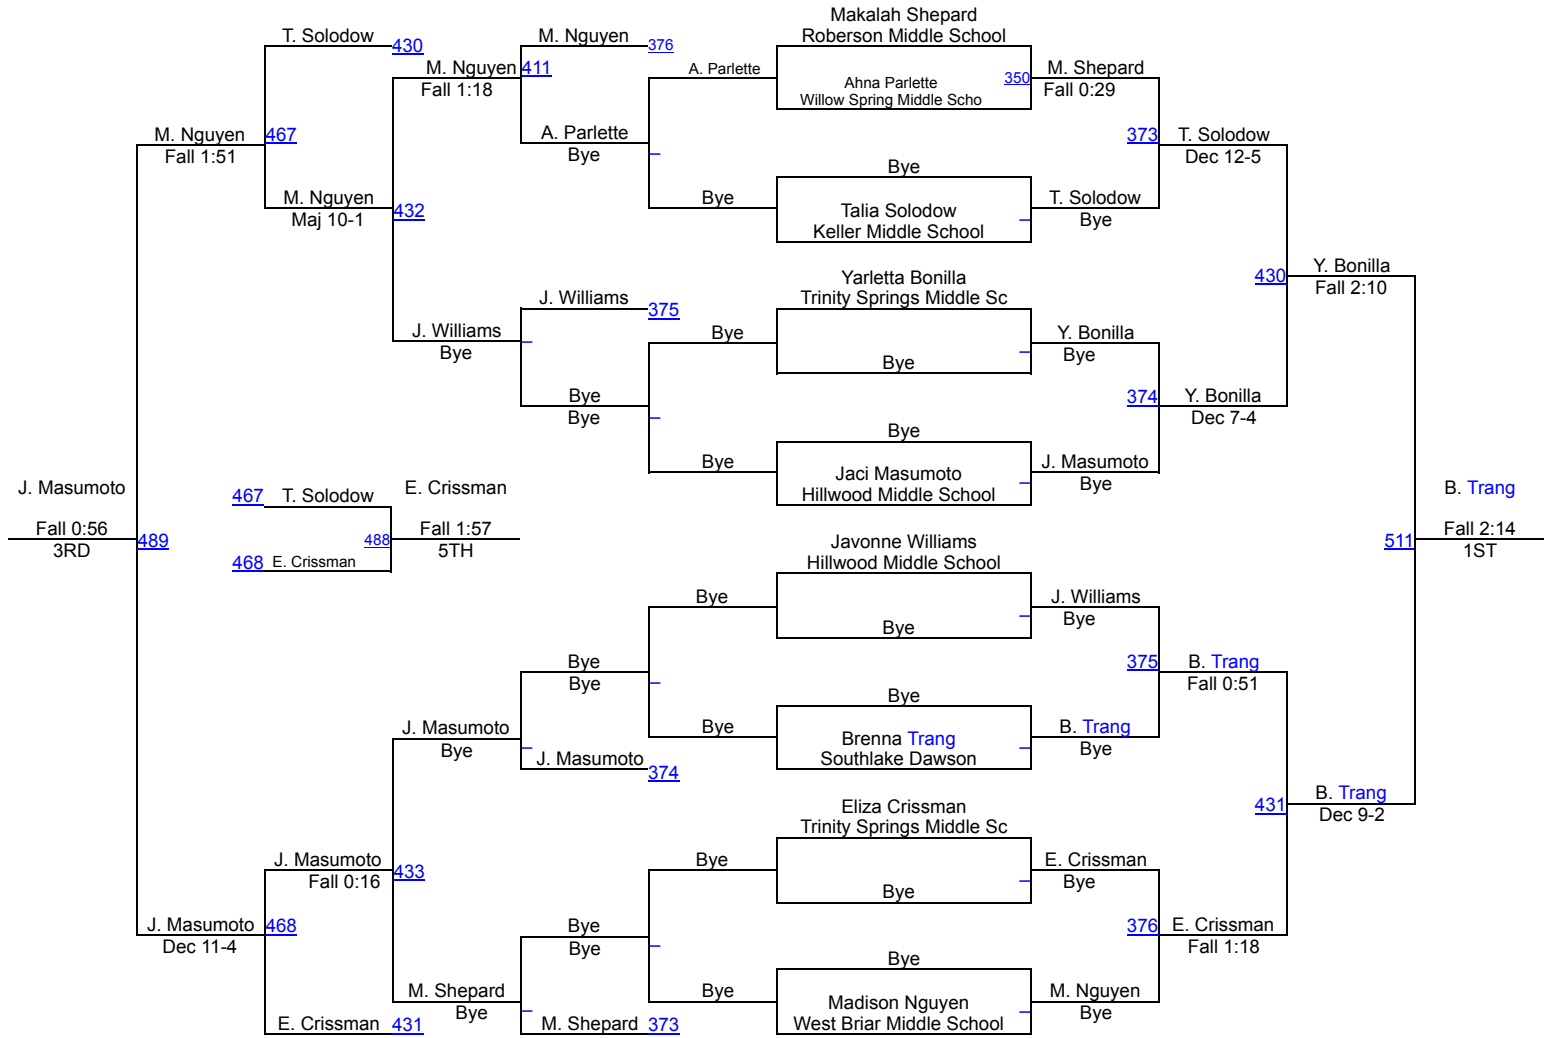 Makalah Shepard
T. Solodow
M. Nguyen
Roberson Middle School
430
376
M. Nguyen
411
A. Parlette
M. Shepard
Fall 1:18
Ahna Parlette
350
Fall 0:29
Willow Spring Middle Scho
M. Nguyen
467
A. Parlette
373
T. Solodow
Fall 1:51
Bye
Dec 12-5
Bye
M. Nguyen
432
Bye
T. Solodow
Maj 10-1
Talia Solodow
Bye
Keller Middle School
Yarletta Bonilla
430
Y. Bonilla
J. Williams
375
Trinity Springs Middle Sc
Fall 2:10
J. Williams
Bye
Y. Bonilla
Bye
Bye
Bye
Bye
374
Y. Bonilla
Bye
Dec 7-4
Bye
Bye
J. Masumoto
Jaci Masumoto
Bye
J. Masumoto
467
T. Solodow
E. Crissman
Hillwood Middle School
B. Trang
Fall 0:56
489
488
Fall 1:57
Javonne Williams
511
Fall 2:14
3RD
468
E. Crissman
5TH
Hillwood Middle School
1ST
Bye
J. Williams
Bye
Bye
Bye
375
B. Trang
Bye
Fall 0:51
Bye
J. Masumoto
Bye
B. Trang
Bye
Brenna Trang
Bye
J. Masumoto
374
Southlake Dawson
Eliza Crissman
431
B. Trang
Trinity Springs Middle Sc
Dec 9-2
J. Masumoto
433
Bye
E. Crissman
Fall 0:16
Bye
Bye
J. Masumoto
468
Bye
376
E. Crissman
Dec 11-4
Bye
Fall 1:18
Bye
M. Shepard
Bye
M. Nguyen
Bye
Madison Nguyen
Bye
E. Crissman
431
M. Shepard
373
West Briar Middle School